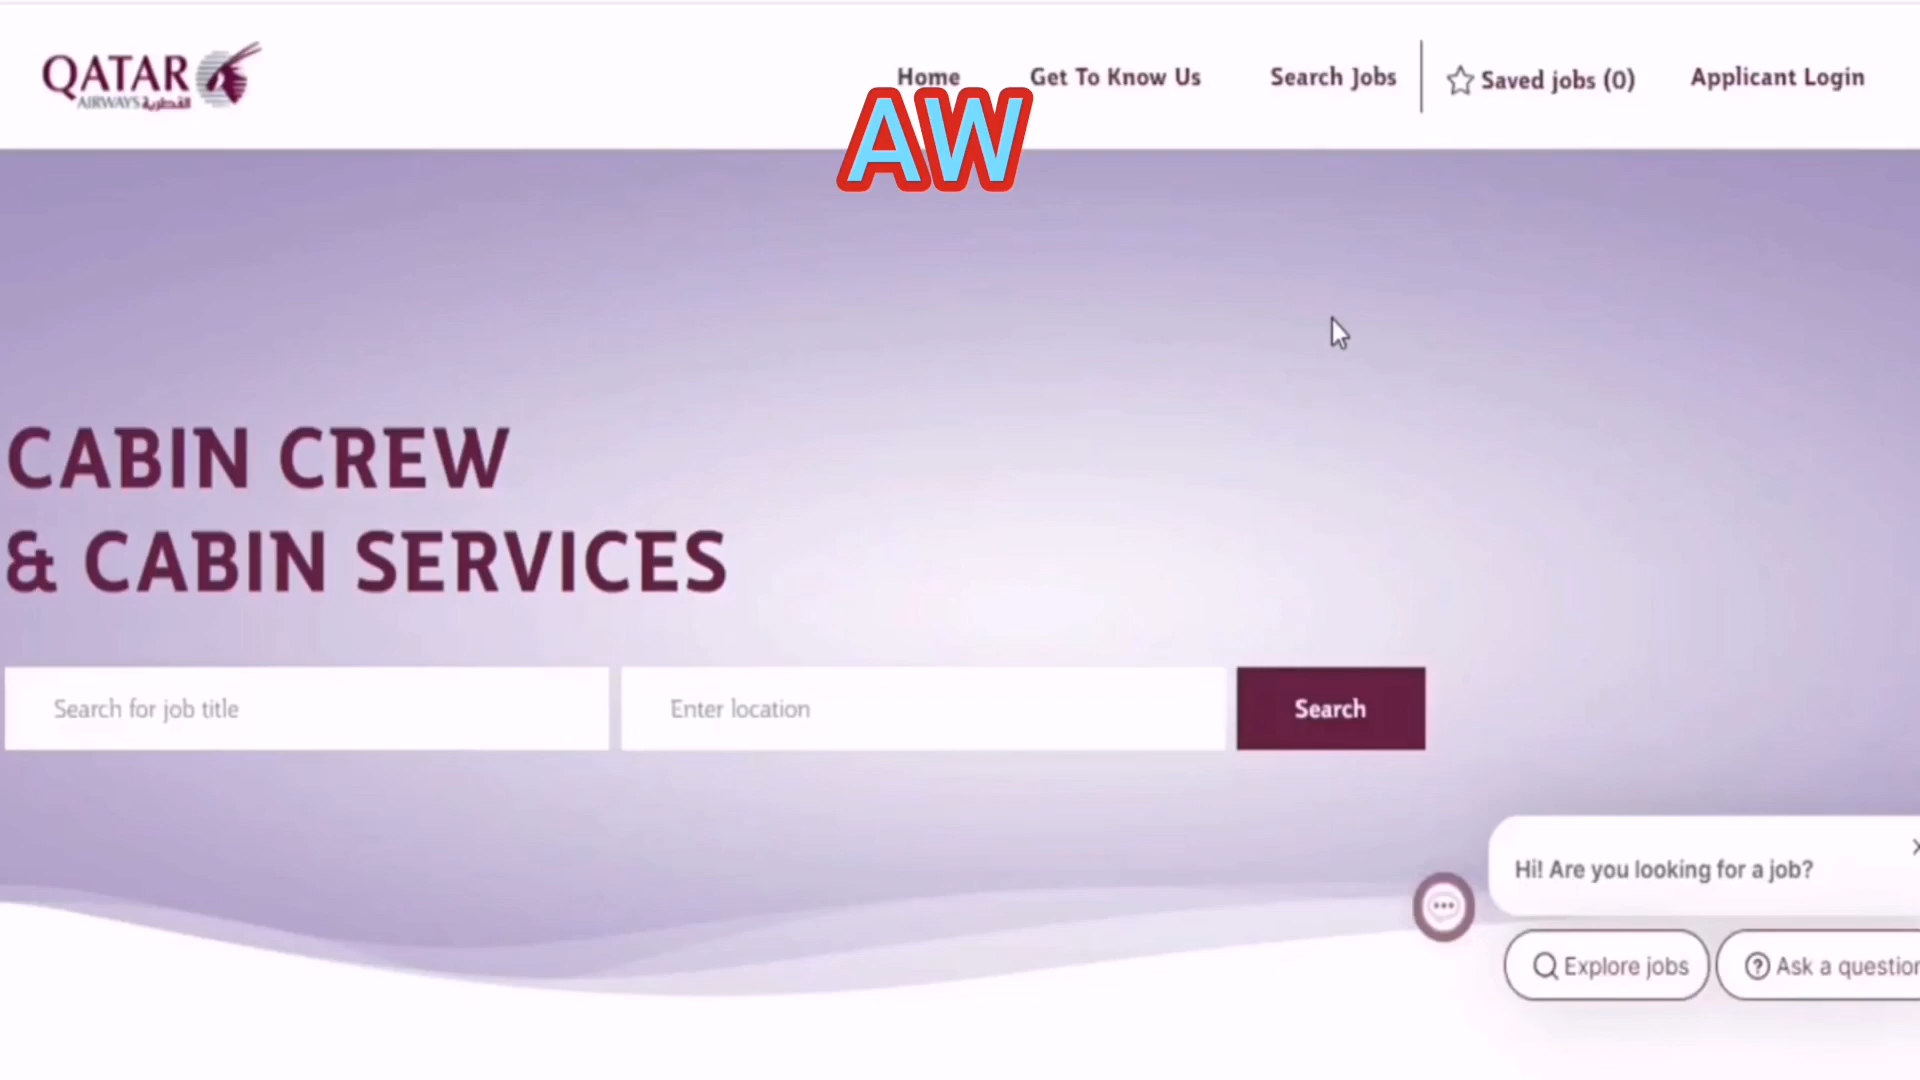 QATAR
AIRWAYS القطرية
Home
Get To Know Us
Search Jobs
Saved jobs (0)
Applicant Login
AW
CABIN CREW
& CABIN SERVICES
Search for job title
Enter location
Search
Hi! Are you looking for a job?
Explore jobs
Ask a question